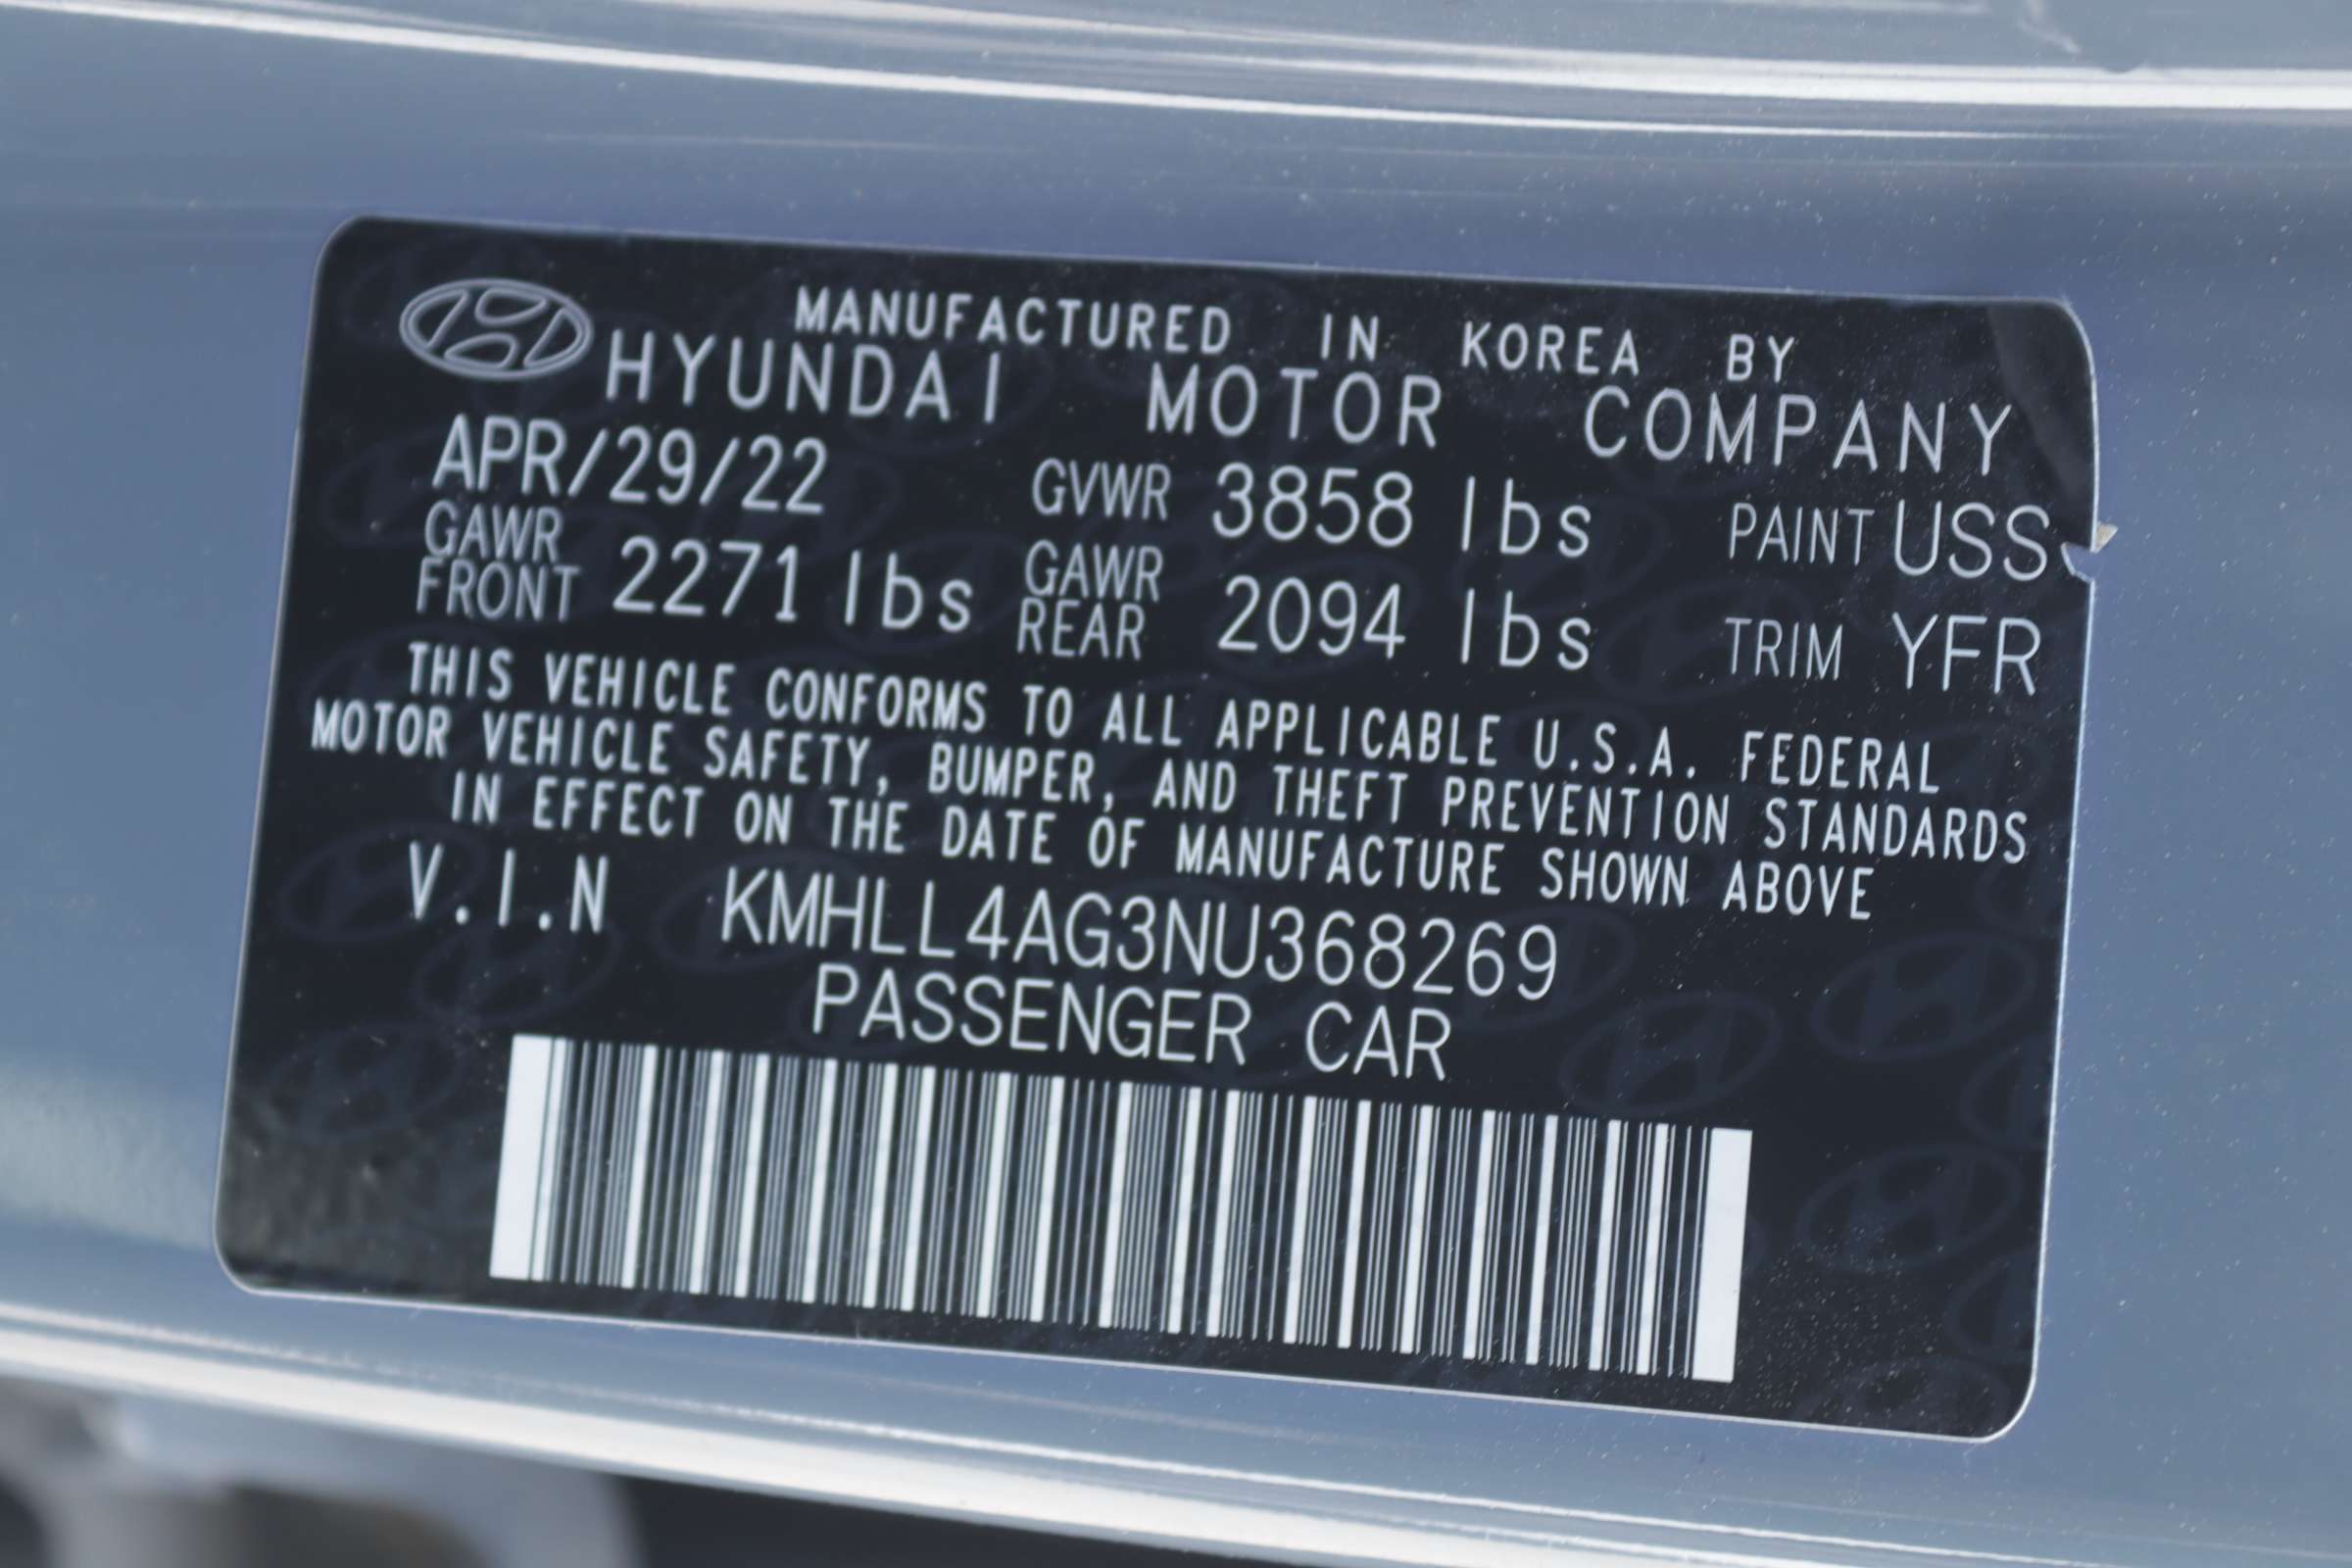 MANUFACTURED IN KOREA BY
HYUNDAI MOTOR COMPANY
APR/29/22 GVWR 3858 lbs PAINT USS
GAWR FRONT 2271 lbs GAWR REAR 2094 lbs TRIM YFR
THIS VEHICLE CONFORMS TO ALL APPLICABLE U.S.A. FEDERAL
MOTOR VEHICLE SAFETY, BUMPER, AND THEFT PREVENTION STANDARDS
IN EFFECT ON THE DATE OF MANUFACTURE SHOWN ABOVE
V.I.N KMHLL4AG3NU368269
PASSENGER CAR